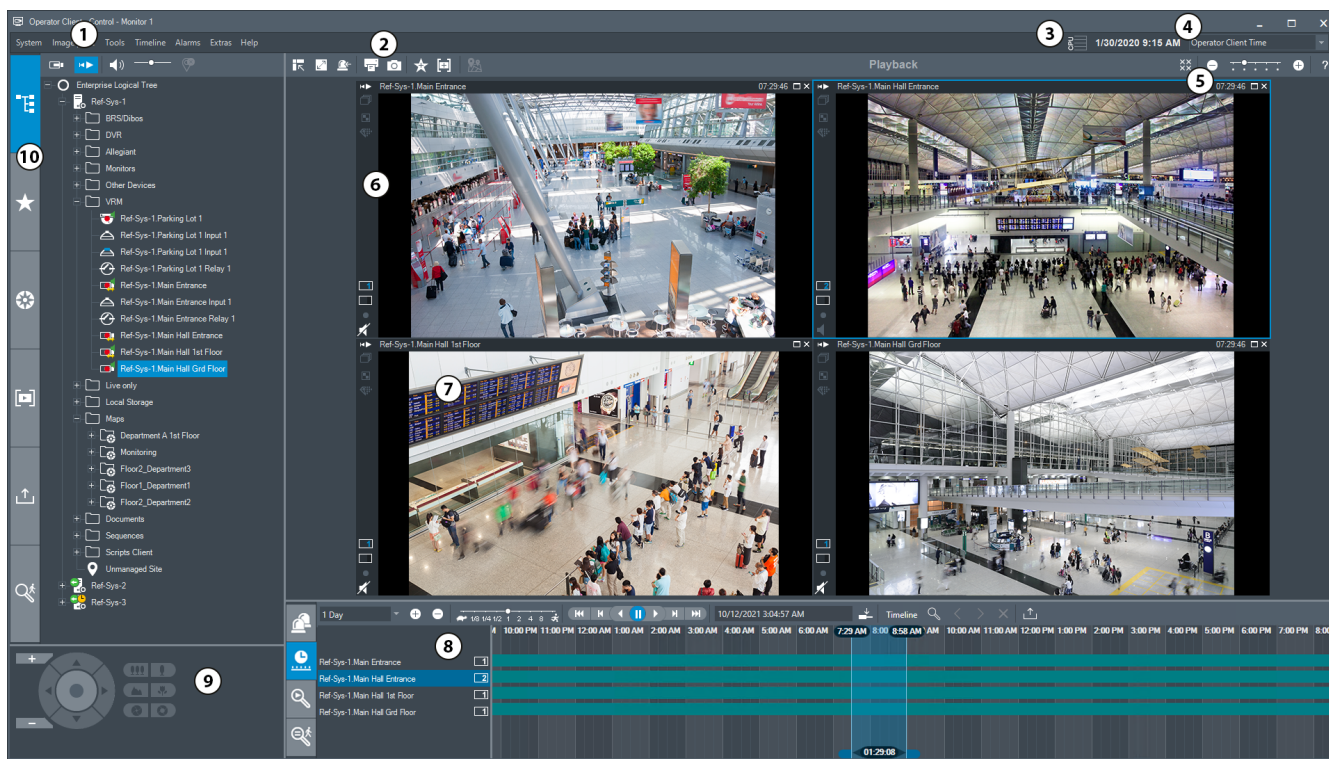 Operator Client - Control - Monitor 1
1
2
3
4
System Image Tools Timeline Alarms Extras Help
CPU
1/30/2020 9:15 AM
Operator Client Time
Playback
5
?
Enterprise Logical Tree
Ref-Sys-1
BRS/Dibos
DVR
Allegiant
Monitors
Other Devices
VRM
Ref-Sys-1.Parking Lot 1
Ref-Sys-1.Parking Lot 1 Input 1
Ref-Sys-1.Parking Lot 1 Input 1
Ref-Sys-1.Parking Lot 1 Relay 1
Ref-Sys-1.Main Entrance
Ref-Sys-1.Main Entrance Input 1
Ref-Sys-1.Main Entrance Relay 1
Ref-Sys-1.Main Hall Entrance
Ref-Sys-1.Main Hall 1st Floor
Ref-Sys-1.Main Hall Grd Floor
Live only
Local Storage
Maps
Department A 1st Floor
Monitoring
Floor2_Department3
Floor1_Department1
Floor2_Department2
Documents
Sequences
Scripts Client
Unmanaged Site
Ref-Sys-2
Ref-Sys-3
10
Ref-Sys-1.Main Entrance
07:29:46
6
1
Ref-Sys-1.Main Hall Entrance
07:29:46
2
Ref-Sys-1.Main Hall 1st Floor
7
1
Ref-Sys-1.Main Hall Grd Floor
07:29:46
1
9
1 Day
1/8 1/4 1/2 1 2 4 8
10/12/2021 3:04:57 AM
Timeline
8
10:00 PM 11:00 PM 12:00 AM 1:00 AM 2:00 AM 3:00 AM 4:00 AM 5:00 AM 6:00 AM 7:29 AM 8:00 8:58 AM AM 10:00 AM 11:00 AM 12:00 PM 1:00 PM 2:00 PM 3:00 PM 4:00 PM 5:00 PM 6:00 PM 7:00 PM 8:00
Ref-Sys-1.Main Entrance 1
Ref-Sys-1.Main Hall Entrance 2
Ref-Sys-1.Main Hall 1st Floor 1
Ref-Sys-1.Main Hall Grd Floor 1
01:29:08